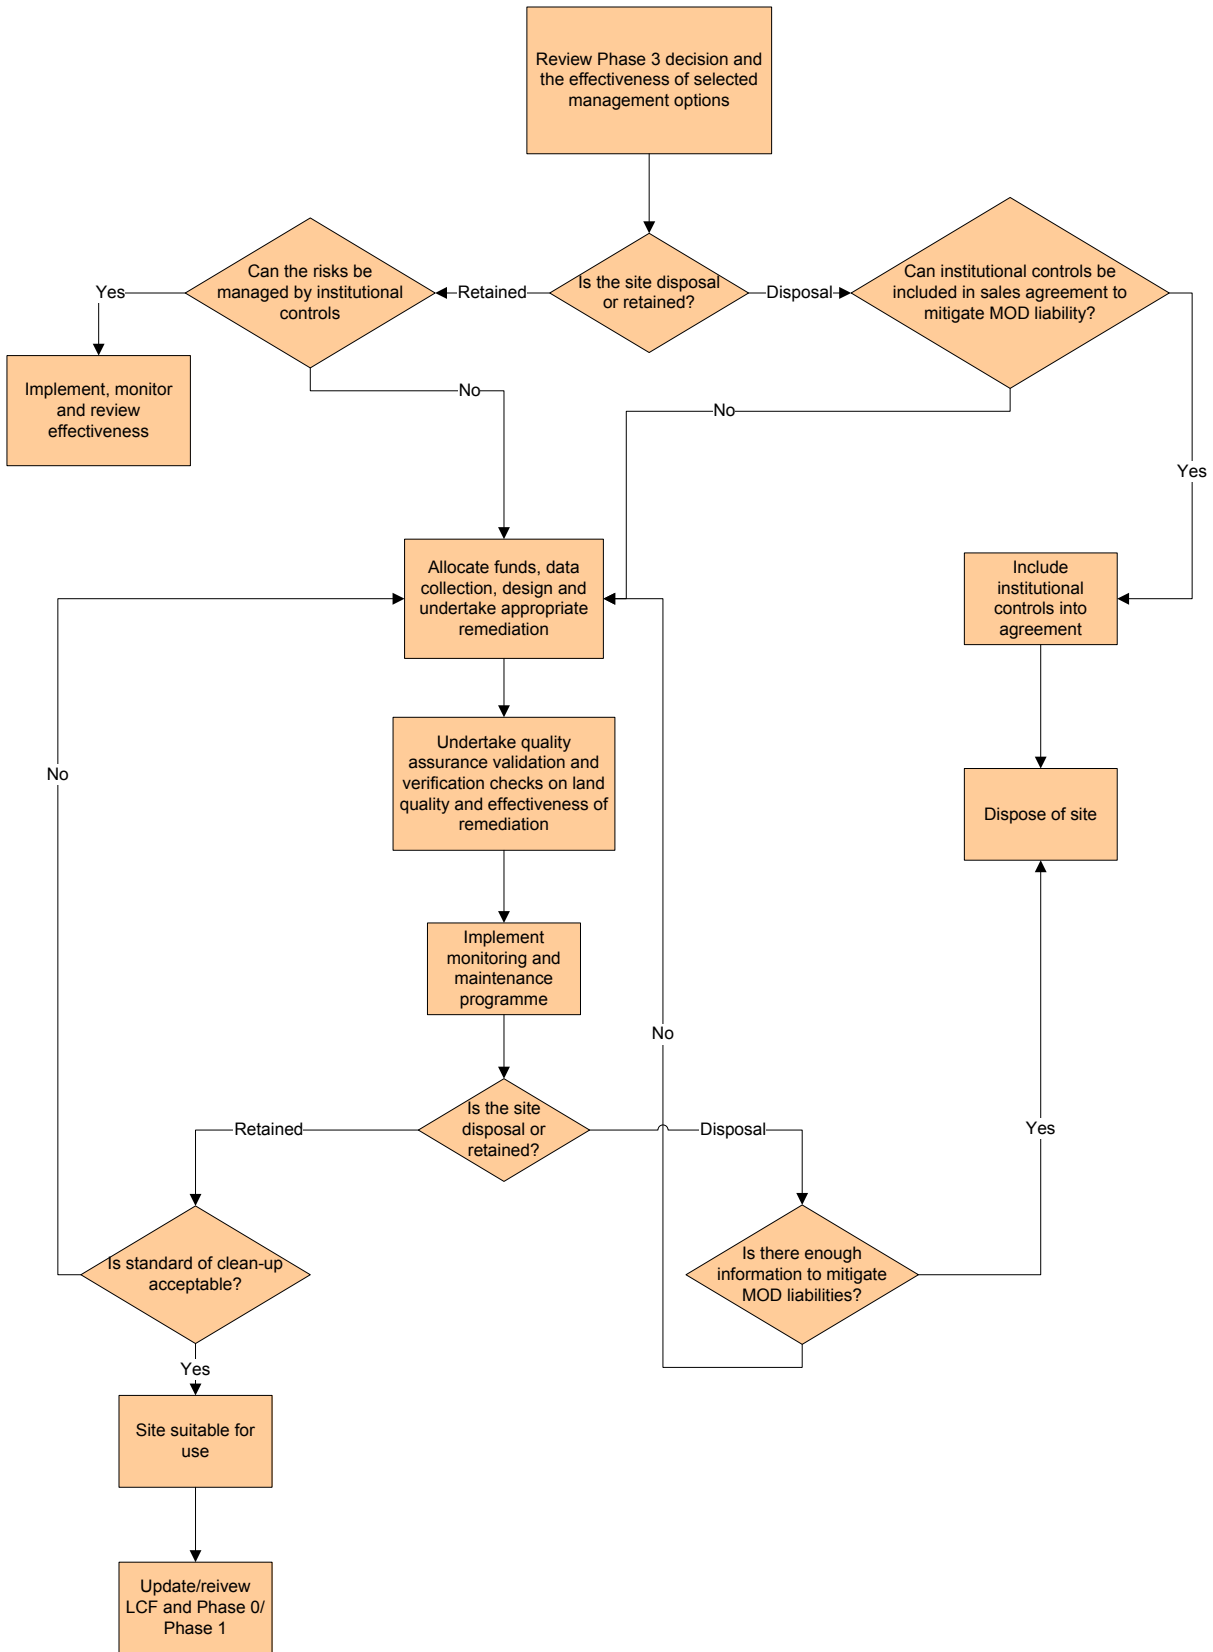 Review Phase 3 decision and
the effectiveness of selected
management options
Can the risks be
managed by institutional
controls
Is the site disposal
or retained?
Can institutional controls be
included in sales agreement to
mitigate MOD liability?
Yes
Retained
Disposal
Implement, monitor
and review
effectiveness
No
No
Yes
Allocate funds, data
collection, design and
undertake appropriate
remediation
Include
institutional
controls into
agreement
Undertake quality
assurance validation and
verification checks on land
quality and effectiveness of
remediation
No
Dispose of site
Implement
monitoring and
maintenance
programme
No
Is the site
disposal or
retained?
Retained
Disposal
Yes
Is standard of clean-up
acceptable?
Is there enough
information to mitigate
MOD liabilities?
Yes
Site suitable for
use
Update/reivew
LCF and Phase 0/
Phase 1